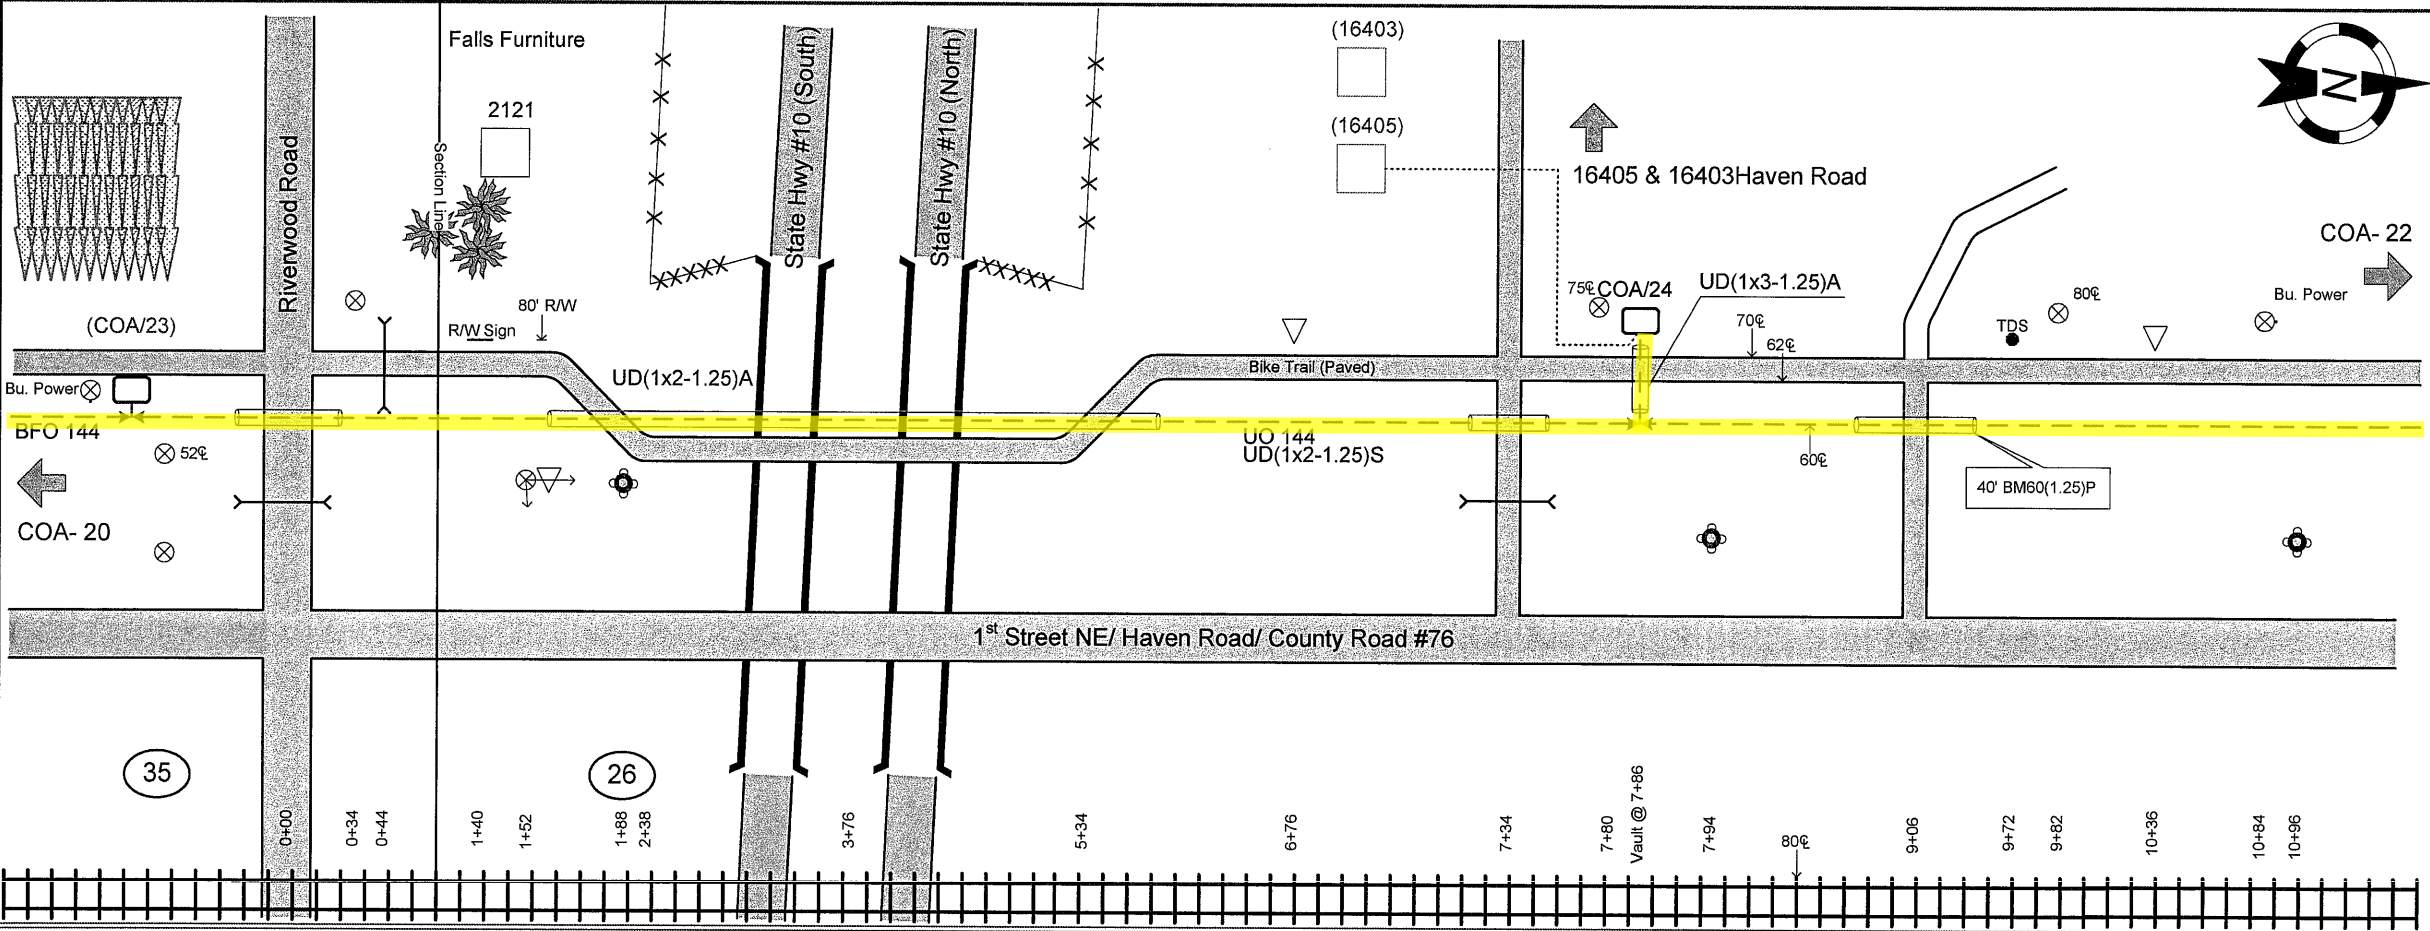 Falls Furniture
2121
Riverwood Road
Section Line
State Hwy #10 (South)
State Hwy #10 (North)
(16403)
(16405)
16405 & 16403Haven Road
N
COA- 22
(COA/23)
R/W Sign
80' R/W
75℄
COA/24
UD(1x3-1.25)A
70℄
62℄
TDS
80℄
Bu. Power
Bu. Power
UD(1x2-1.25)A
Bike Trail (Paved)
BFO 144
52℄
COA- 20
UO 144
UD(1x2-1.25)S
60℄
40' BM60(1.25)P
1st Street NE/ Haven Road/ County Road #76
35
26
0+00
0+34
0+44
1+40
1+52
1+88
2+38
3+76
5+34
6+76
7+34
7+80
Vault @ 7+86
7+94
80℄
9+06
9+72
9+82
10+36
10+84
10+96